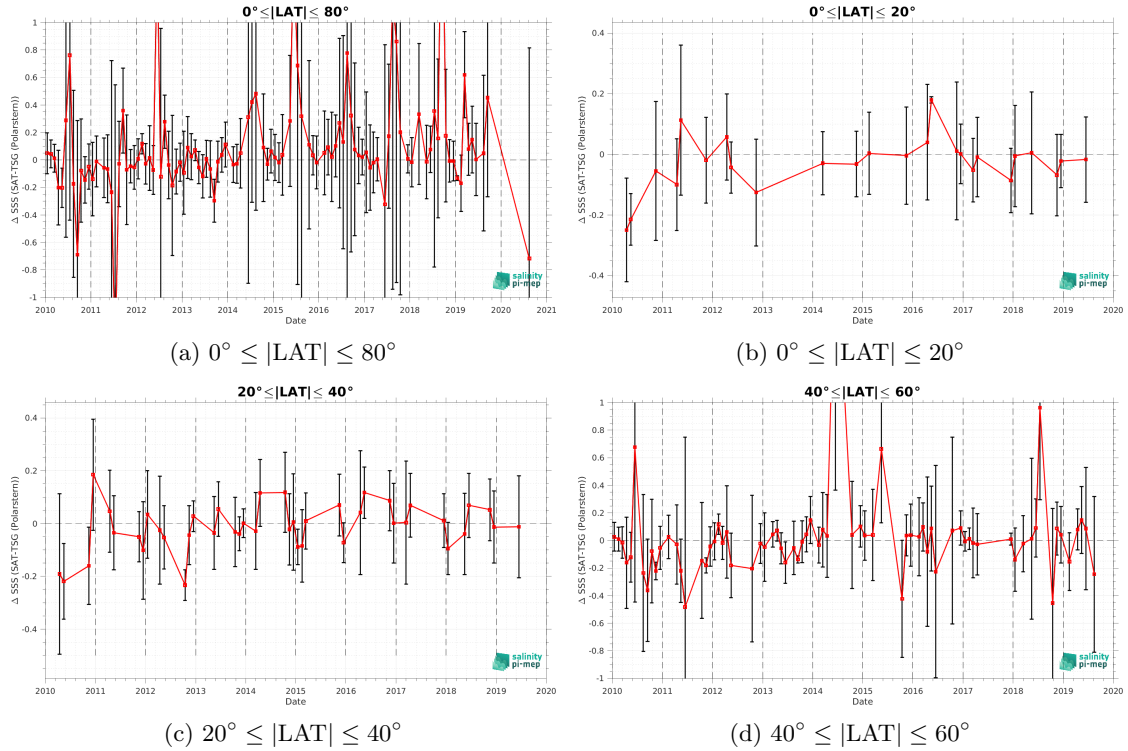 0°≤|LAT|≤ 80°
1
0.8
0.6
0.4
0.2
0
-0.2
-0.4
-0.6
-0.8
-1
Δ SSS (SAT-TSG (Polarstern))
2010 2011 2012 2013 2014 2015 2016 2017 2018 2019 2020 2021
Date
salinity
pi-mep
(a) 0° ≤ |LAT| ≤ 80°
0°≤|LAT|≤ 20°
0.4
0.2
0
-0.2
-0.4
Δ SSS (SAT-TSG (Polarstern))
2010 2011 2012 2013 2014 2015 2016 2017 2018 2019 2020
Date
salinity
pi-mep
(b) 0° ≤ |LAT| ≤ 20°
20°≤|LAT|≤ 40°
0.4
0.2
0
-0.2
-0.4
Δ SSS (SAT-TSG (Polarstern))
2010 2011 2012 2013 2014 2015 2016 2017 2018 2019 2020
Date
salinity
pi-mep
(c) 20° ≤ |LAT| ≤ 40°
40°≤|LAT|≤ 60°
1
0.8
0.6
0.4
0.2
0
-0.2
-0.4
-0.6
-0.8
-1
Δ SSS (SAT-TSG (Polarstern))
2010 2011 2012 2013 2014 2015 2016 2017 2018 2019 2020
Date
salinity
pi-mep
(d) 40° ≤ |LAT| ≤ 60°